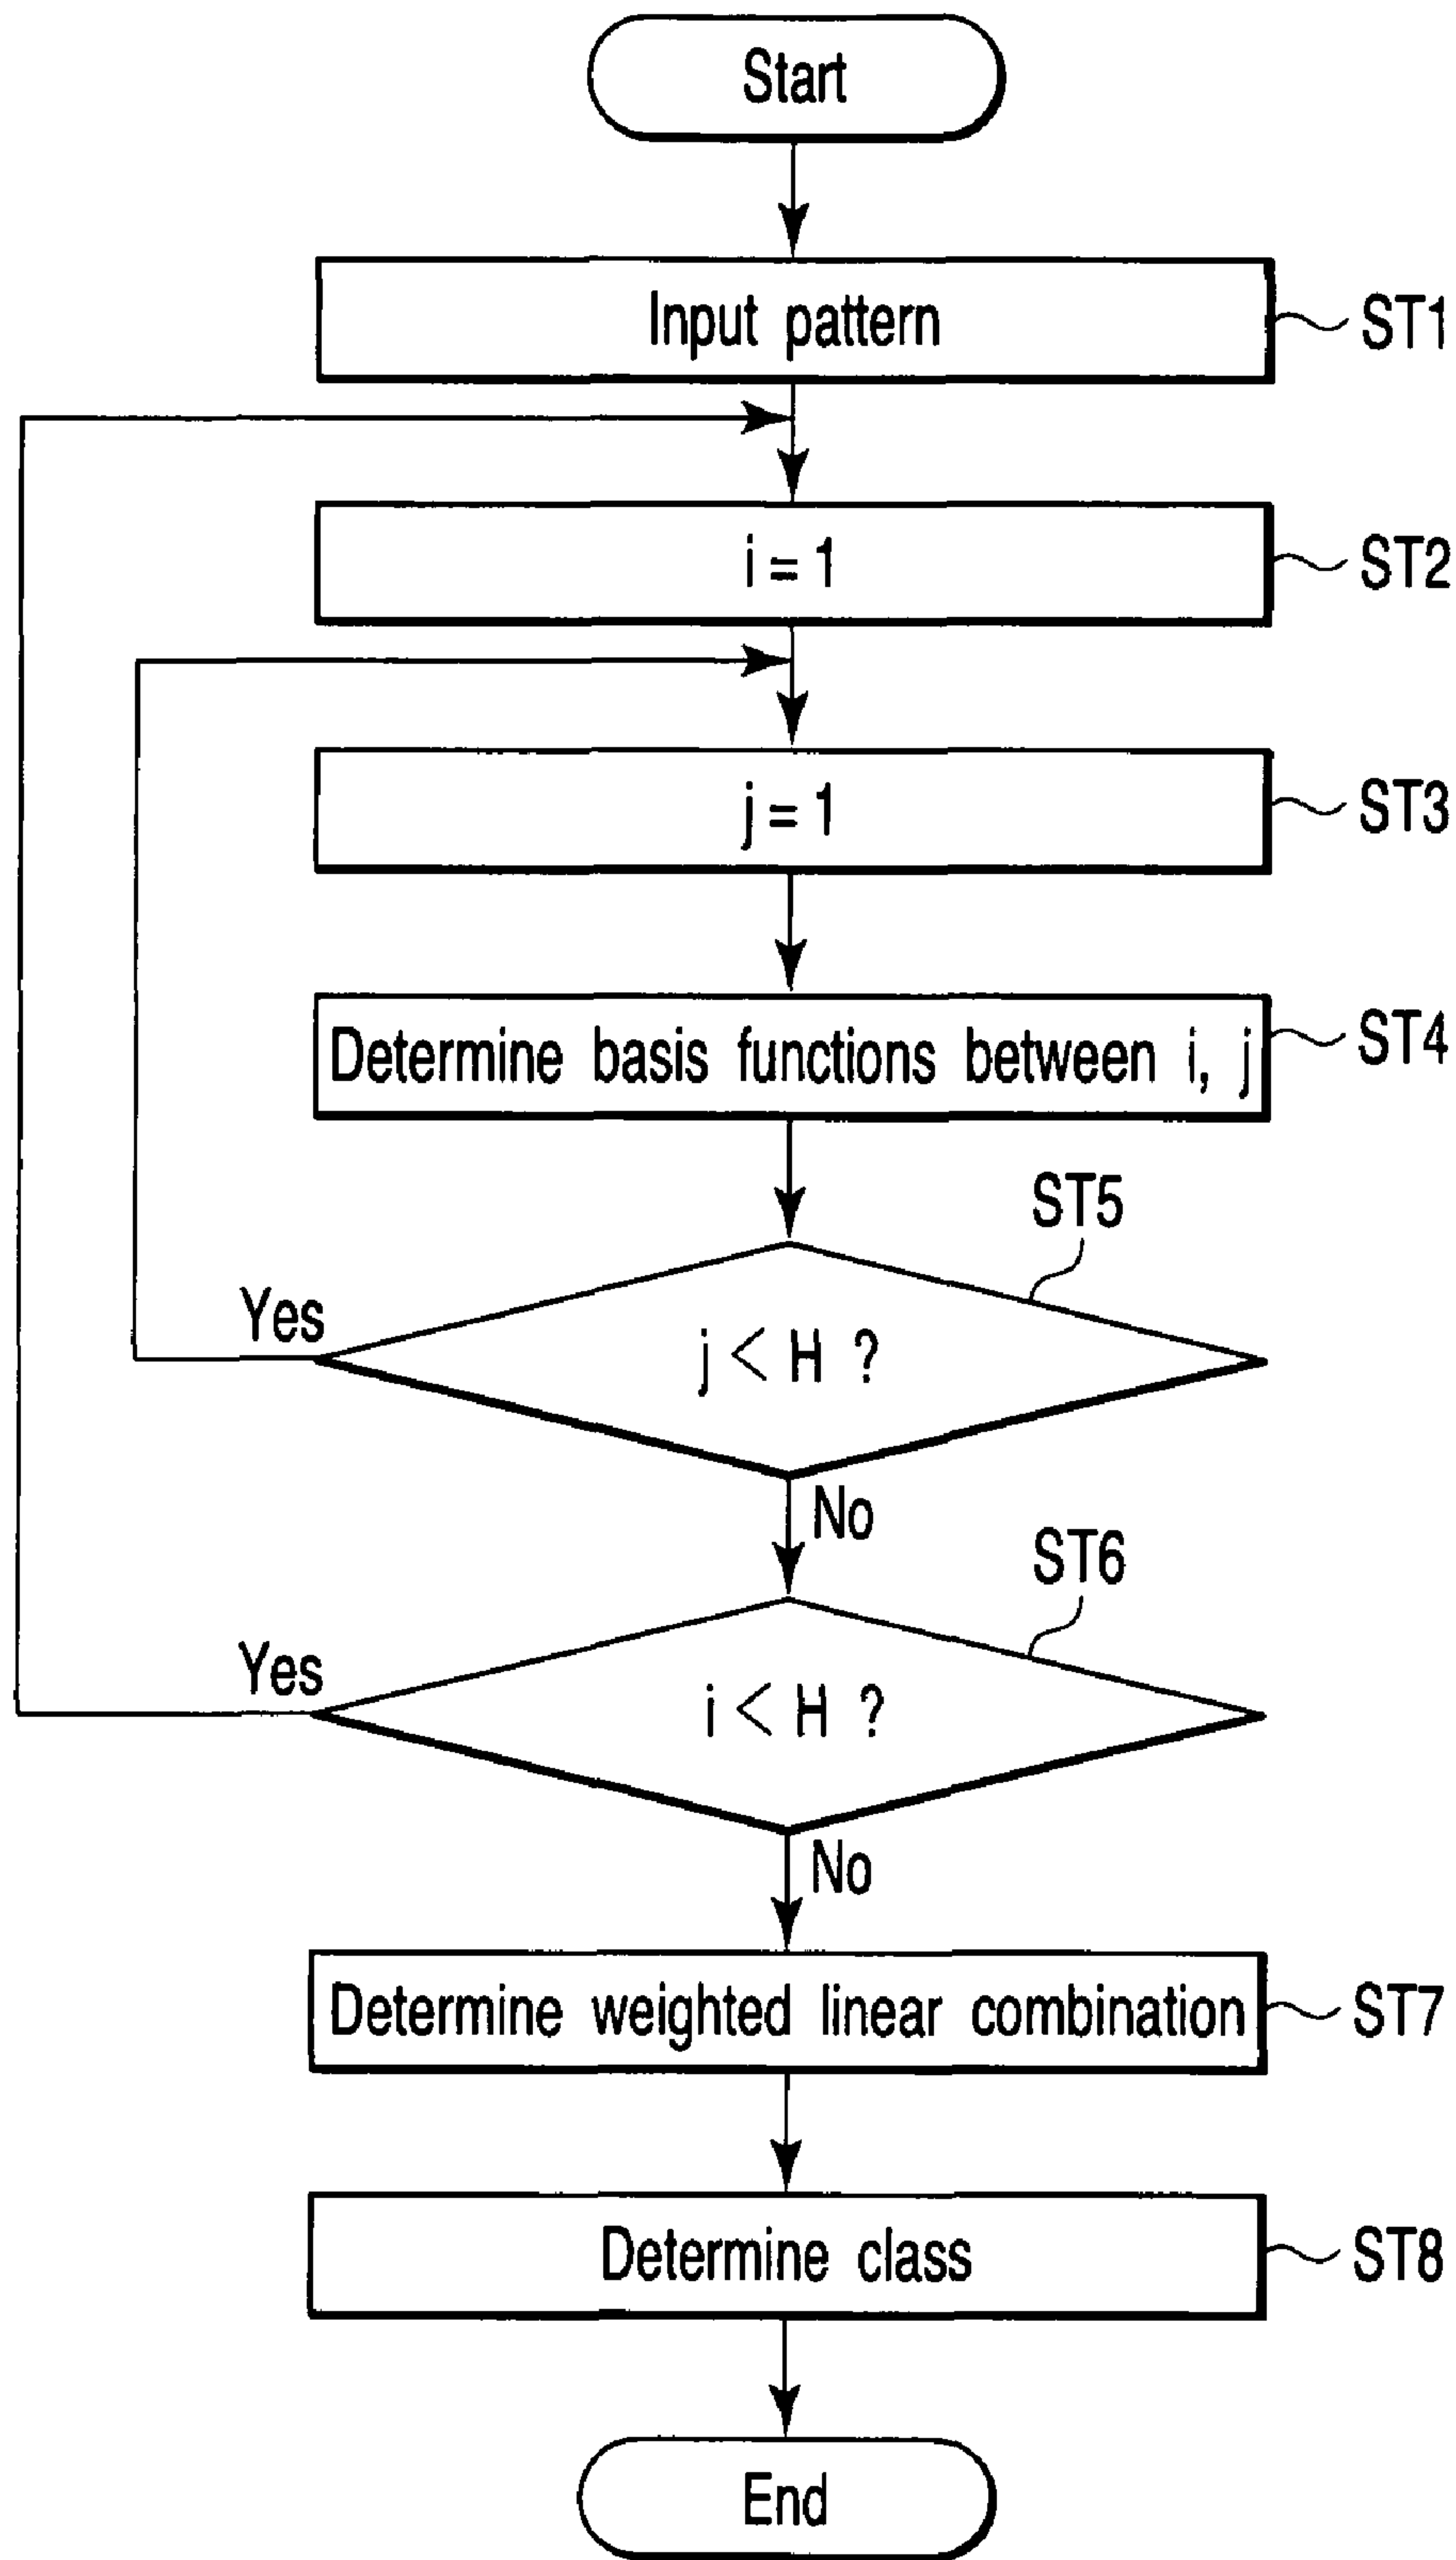 Start
Input pattern
ST1
i = 1
ST2
j = 1
ST3
Determine basis functions between i, j
ST4
ST5
Yes
j < H ?
No
ST6
Yes
i < H ?
No
Determine weighted linear combination
ST7
Determine class
ST8
End